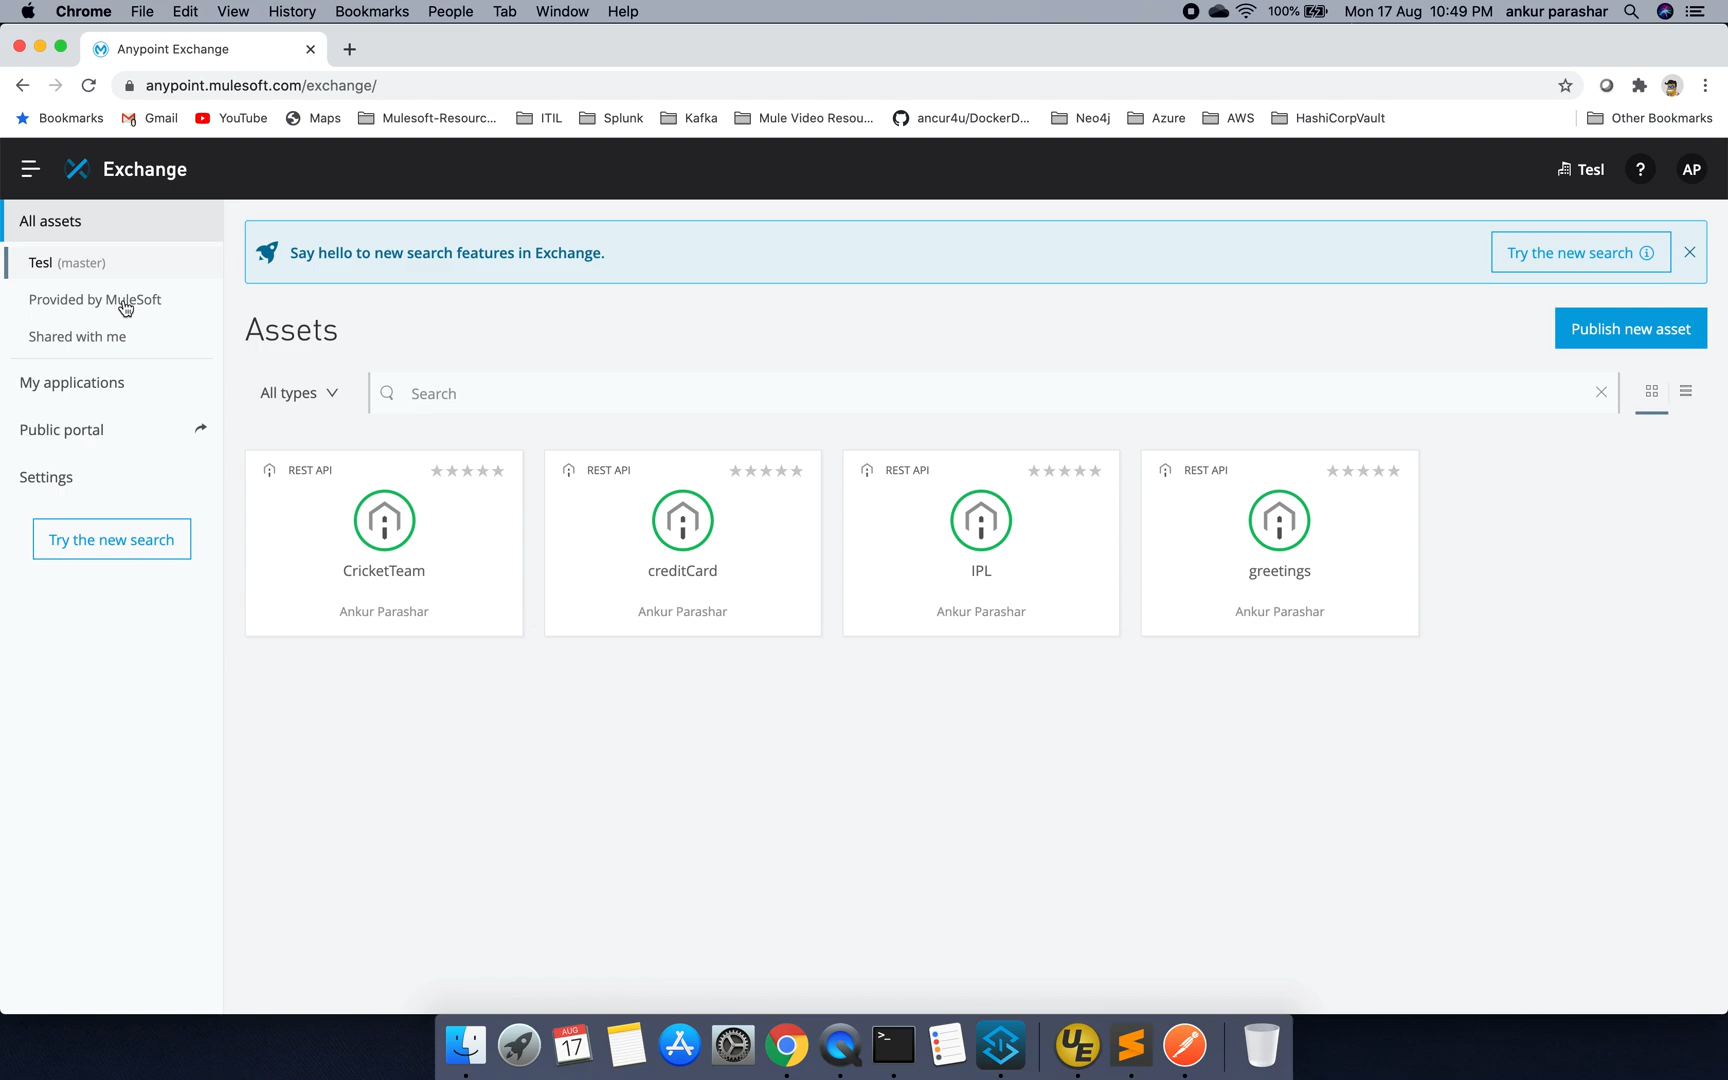 Chrome File Edit View History Bookmarks People Tab Window Help 100% Mon 17 Aug 10:49 PM ankur parashar
Anypoint Exchange
anypoint.mulesoft.com/exchange/
Bookmarks Gmail YouTube Maps Mulesoft-Resourc... ITIL Splunk Kafka Mule Video Resou... ancur4u/DockerD... Neo4j Azure AWS HashiCorpVault Other Bookmarks
Exchange Tesl ? AP
All assets
Tesl (master)
Provided by MuleSoft
Shared with me
My applications
Public portal
Settings
Try the new search
Say hello to new search features in Exchange. Try the new search
Assets Publish new asset
All types Search
REST API REST API REST API REST API
CricketTeam creditCard IPL greetings
Ankur Parashar Ankur Parashar Ankur Parashar Ankur Parashar
AUG
17
UE